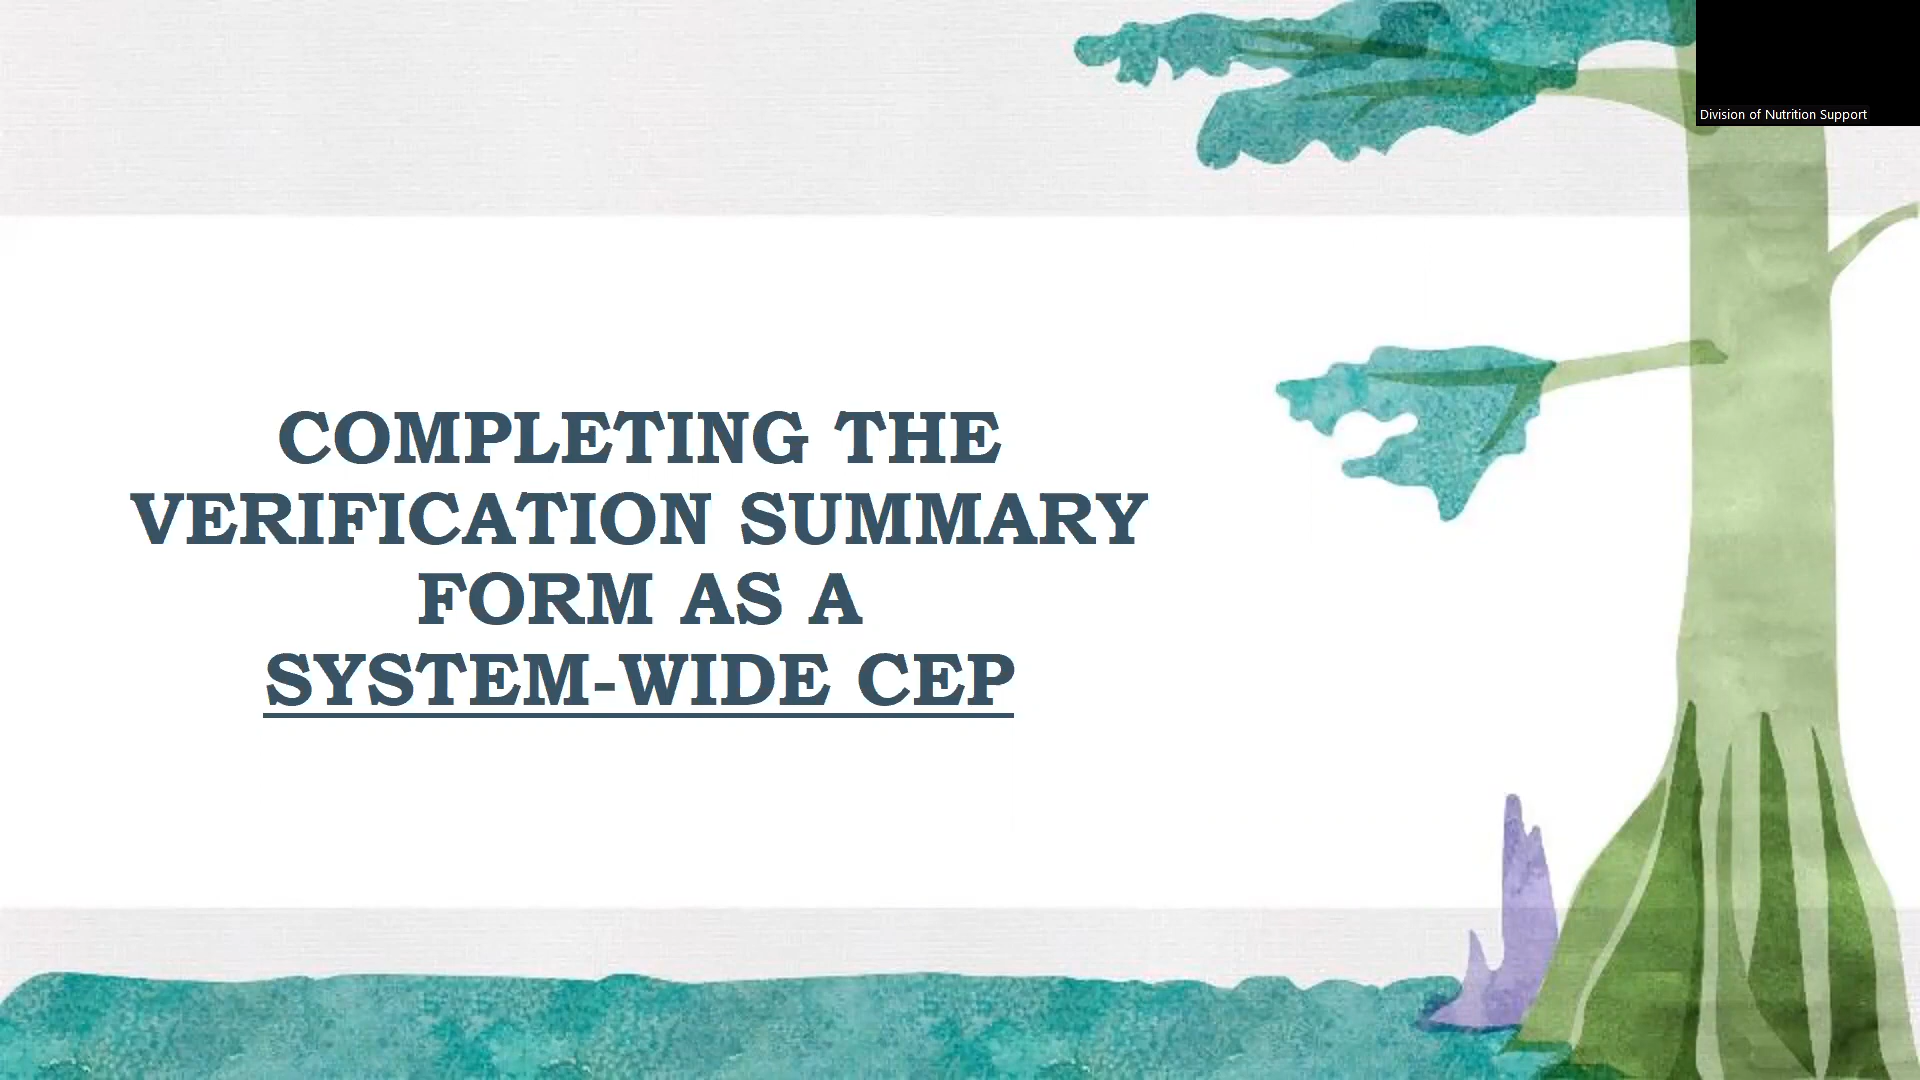 Division of Nutrition Support
COMPLETING THE
VERIFICATION SUMMARY
FORM AS A
SYSTEM-WIDE CEP